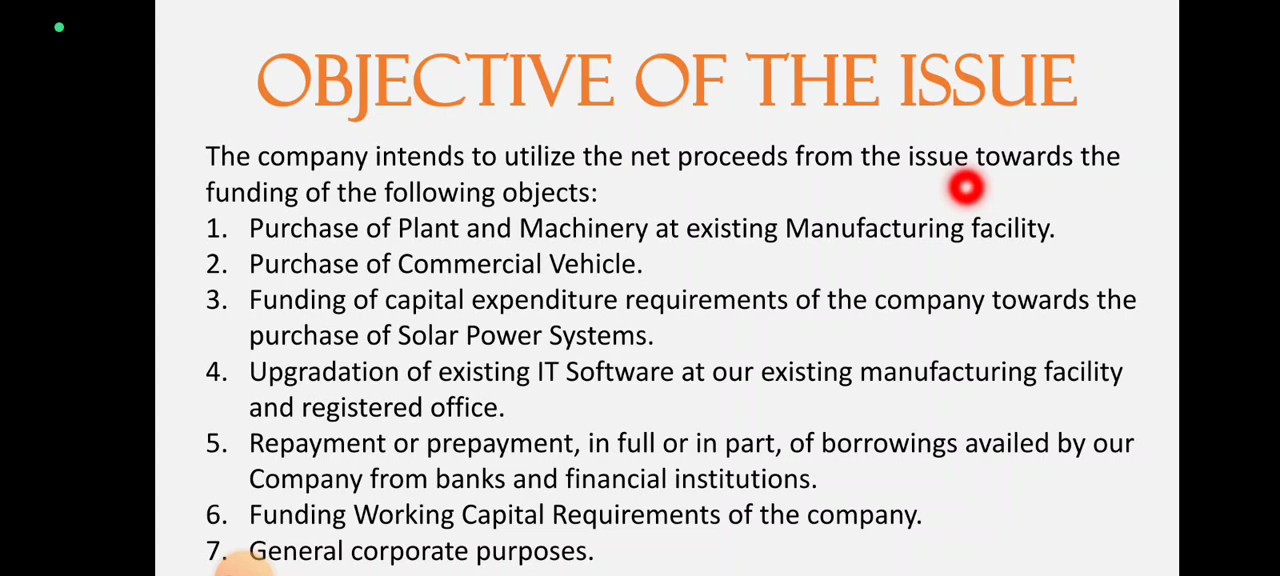 OBJECTIVE OF THE ISSUE
The company intends to utilize the net proceeds from the issue towards the
funding of the following objects:
1. Purchase of Plant and Machinery at existing Manufacturing facility.
2. Purchase of Commercial Vehicle.
3. Funding of capital expenditure requirements of the company towards the
purchase of Solar Power Systems.
4. Upgradation of existing IT Software at our existing manufacturing facility
and registered office.
5. Repayment or prepayment, in full or in part, of borrowings availed by our
Company from banks and financial institutions.
6. Funding Working Capital Requirements of the company.
7. General corporate purposes.